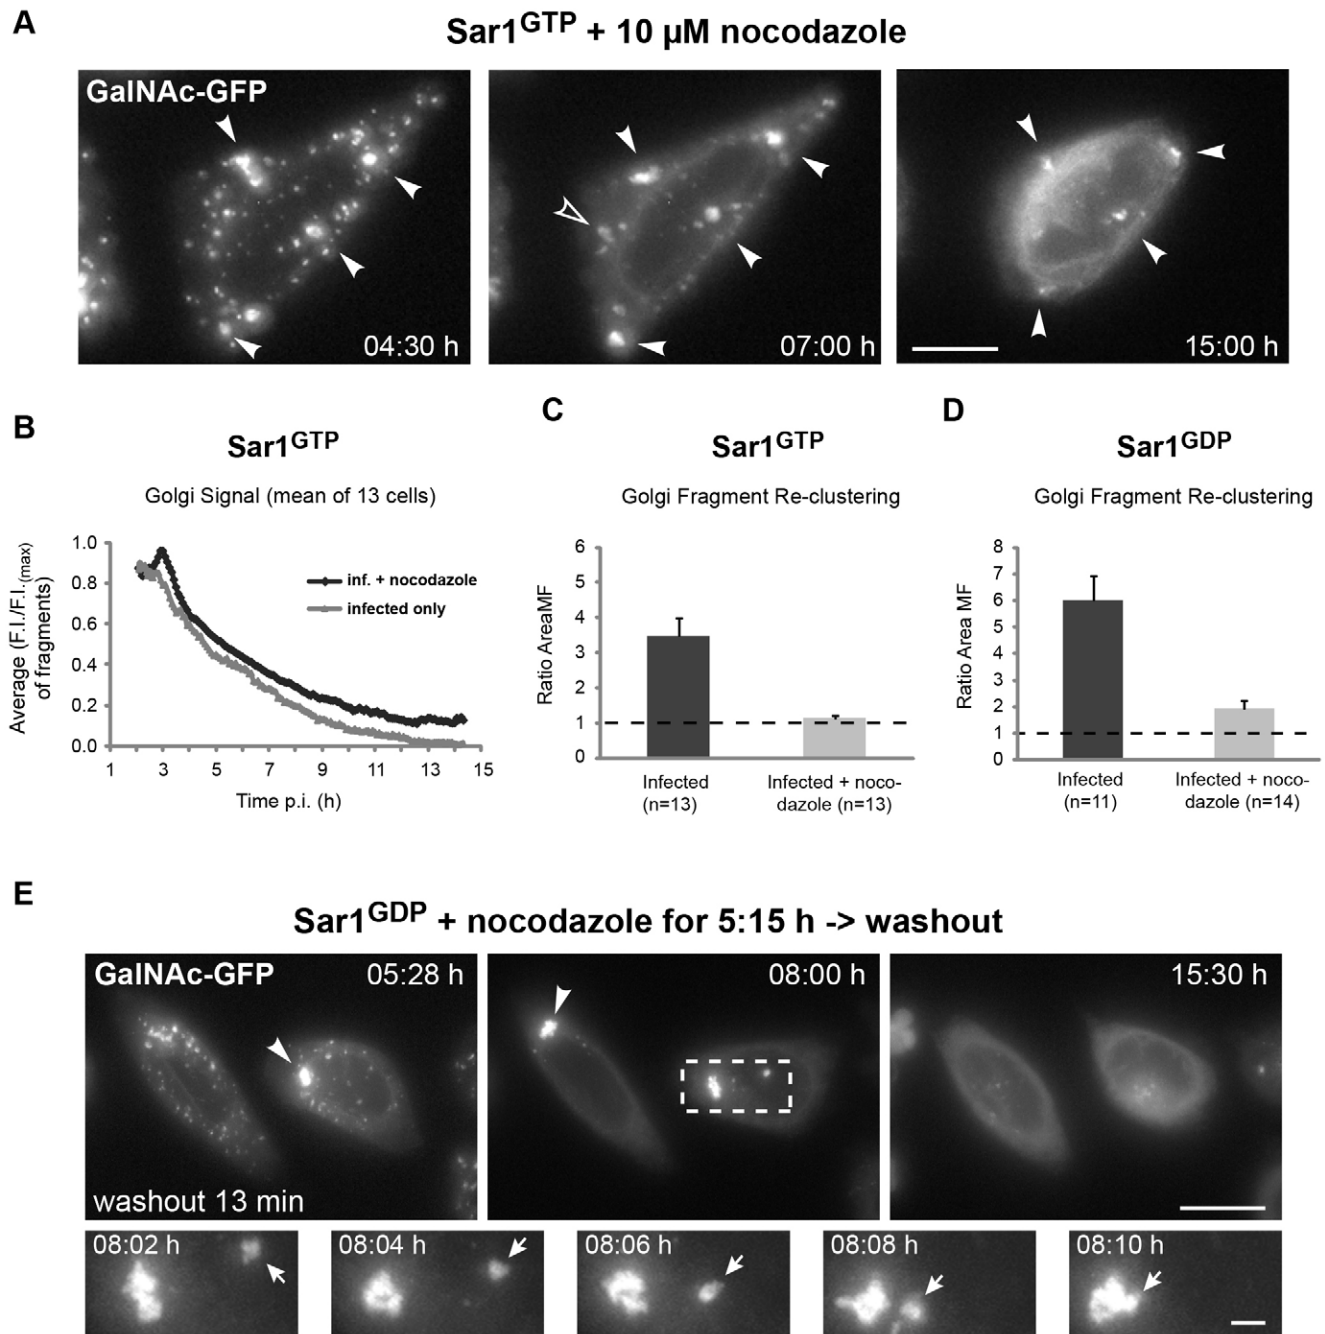 A
Sar1GTP + 10 µM nocodazole
GalNAc-GFP
04:30 h
07:00 h
15:00 h
B
Sar1GTP
Golgi Signal (mean of 13 cells)
Average (F.I./F.I.(max)
of fragments)
1.0
0.8
0.6
0.4
0.2
0.0
inf. + nocodazole
infected only
1 3 5 7 9 11 13 15
Time p.i. (h)
C
Sar1GTP
Golgi Fragment Re-clustering
Ratio AreaMF
6
5
4
3
2
1
0
Infected
(n=13)
Infected + noco-
dazole (n=13)
D
Sar1GDP
Golgi Fragment Re-clustering
Ratio Area MF
8
7
6
5
4
3
2
1
0
Infected
(n=11)
Infected + noco-
dazole (n=14)
E
Sar1GDP + nocodazole for 5:15 h -> washout
GalNAc-GFP
05:28 h
washout 13 min
08:00 h
15:30 h
08:02 h
08:04 h
08:06 h
08:08 h
08:10 h